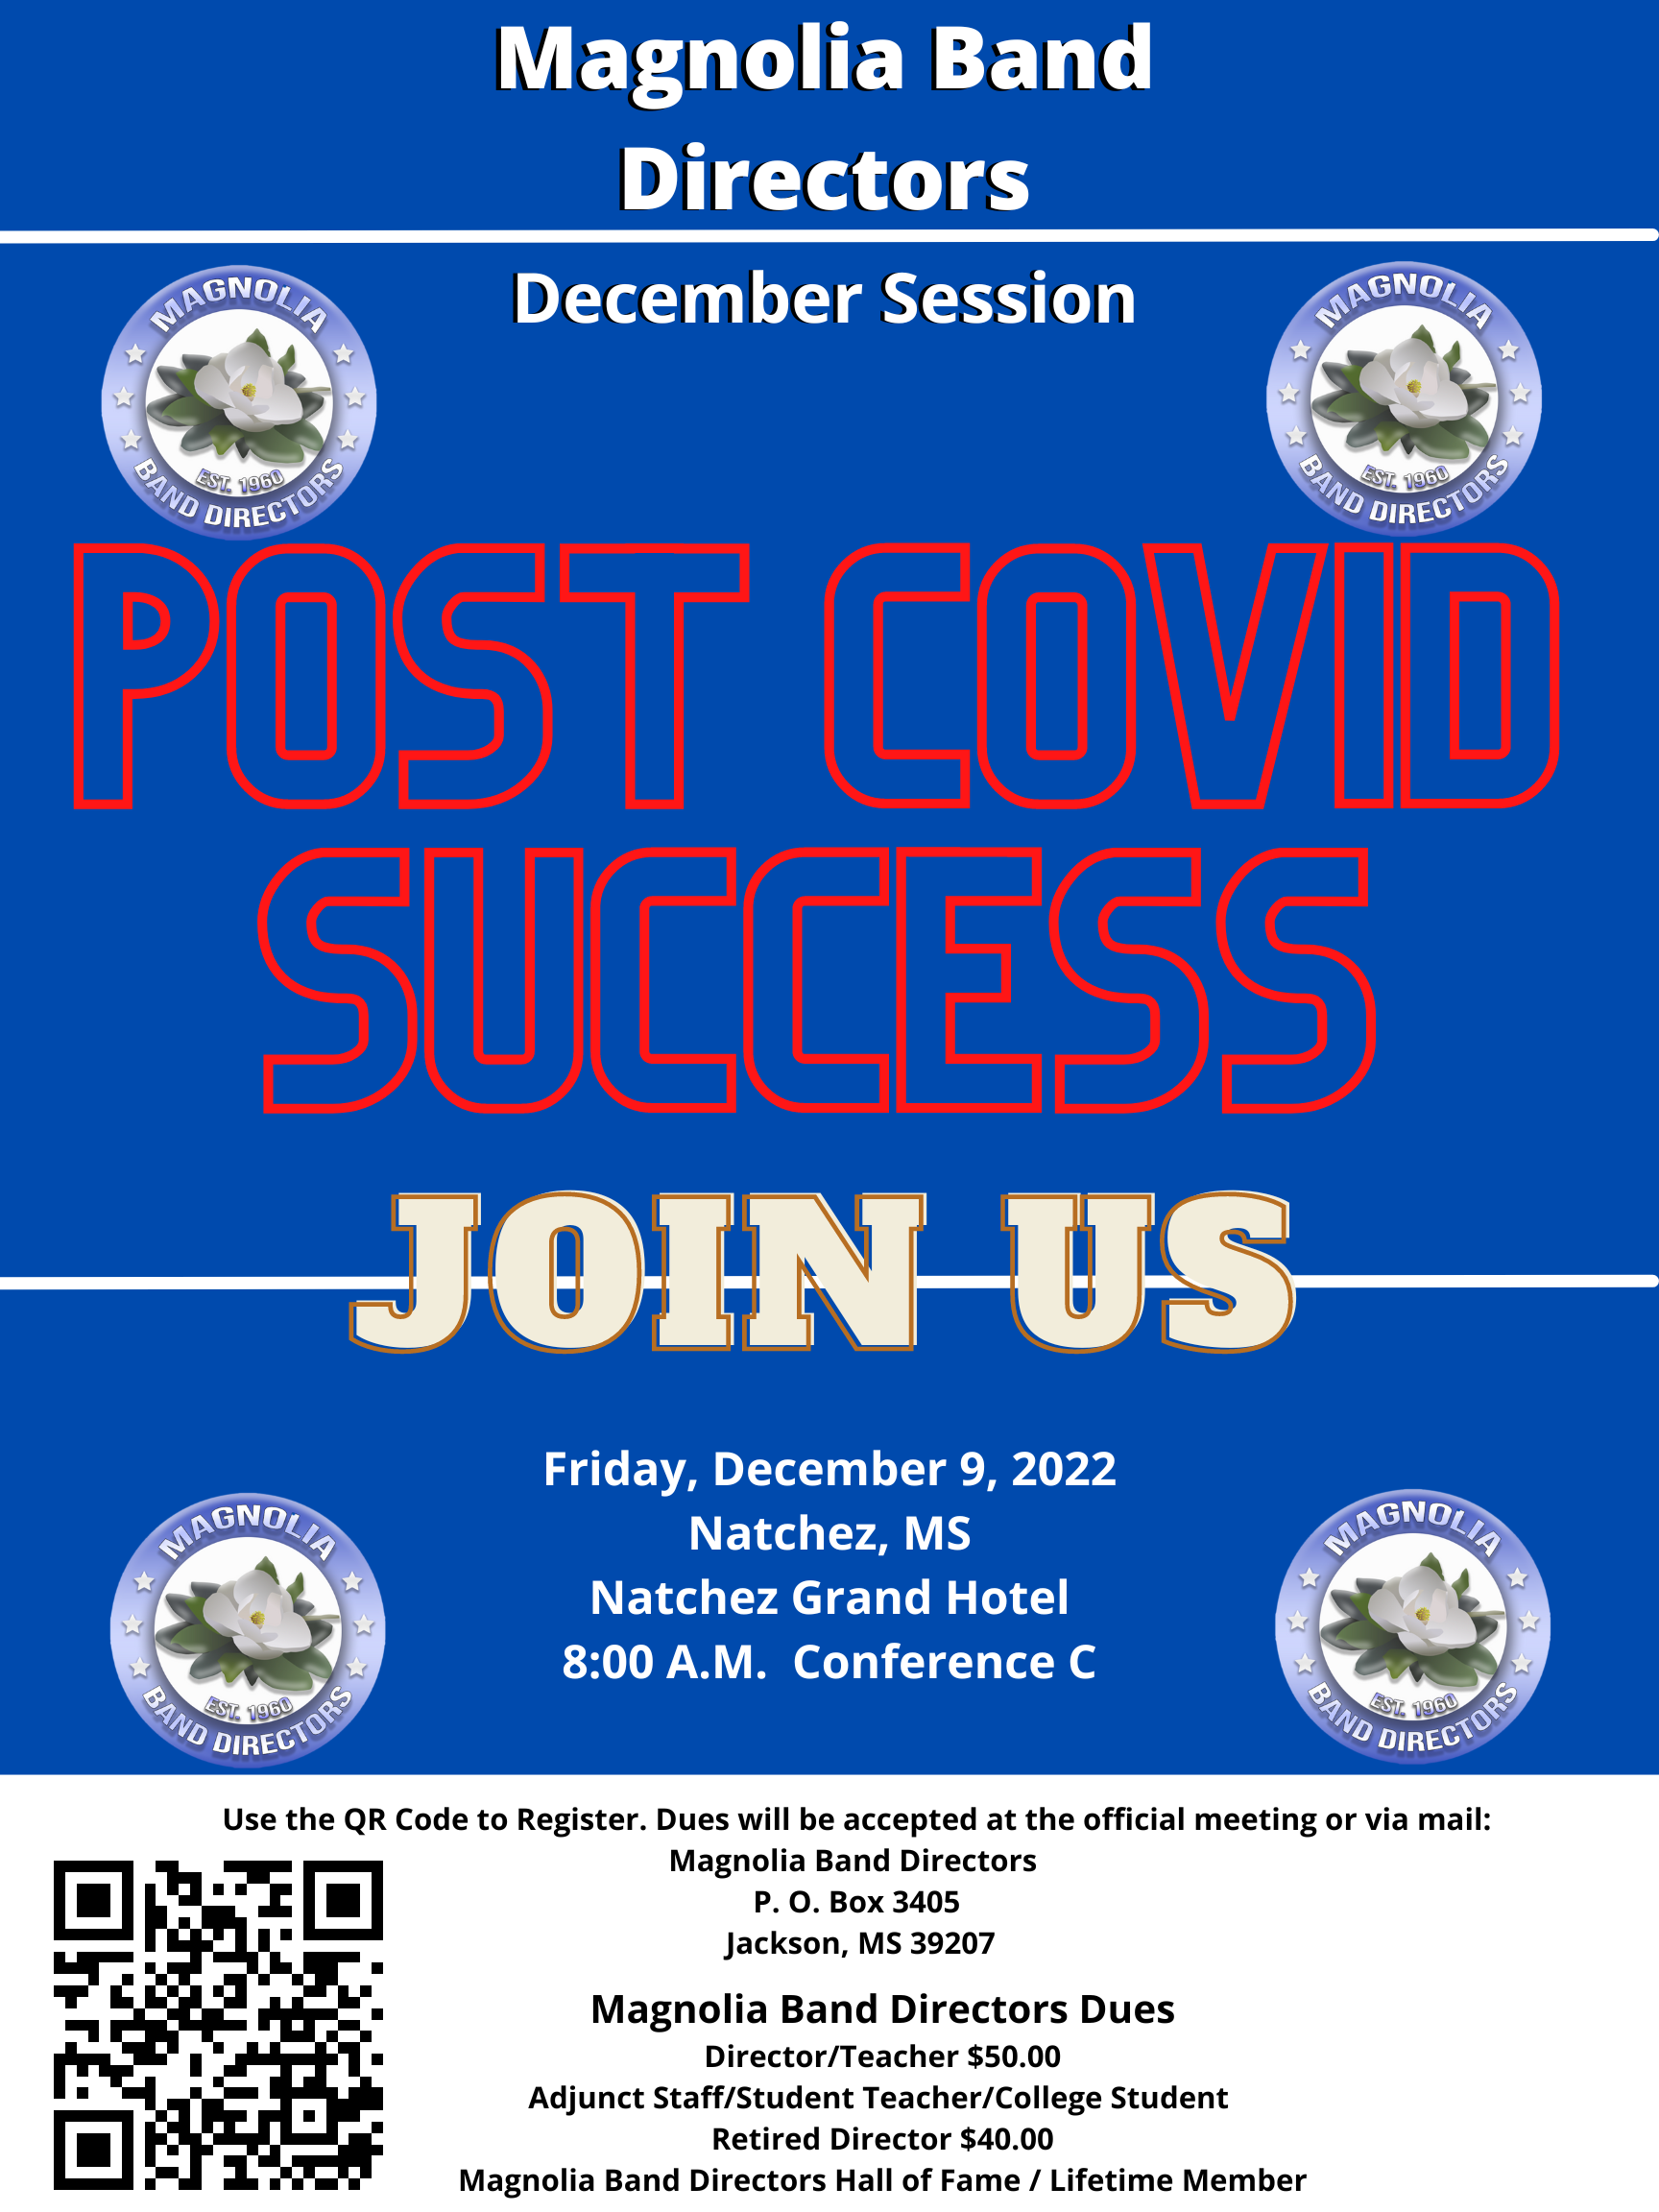 Magnolia Band
Directors
December Session
MAGNOLIA
EST. 1960
BAND DIRECTORS
MAGNOLIA
EST. 1960
BAND DIRECTORS
POST COVID
SUCCESS
JOIN US
Friday, December 9, 2022
Natchez, MS
Natchez Grand Hotel
8:00 A.M.  Conference C
MAGNOLIA
EST. 1960
BAND DIRECTORS
MAGNOLIA
EST. 1960
BAND DIRECTORS
Use the QR Code to Register. Dues will be accepted at the official meeting or via mail:
Magnolia Band Directors
P. O. Box 3405
Jackson, MS 39207
Magnolia Band Directors Dues
Director/Teacher $50.00
Adjunct Staff/Student Teacher/College Student
Retired Director $40.00
Magnolia Band Directors Hall of Fame / Lifetime Member